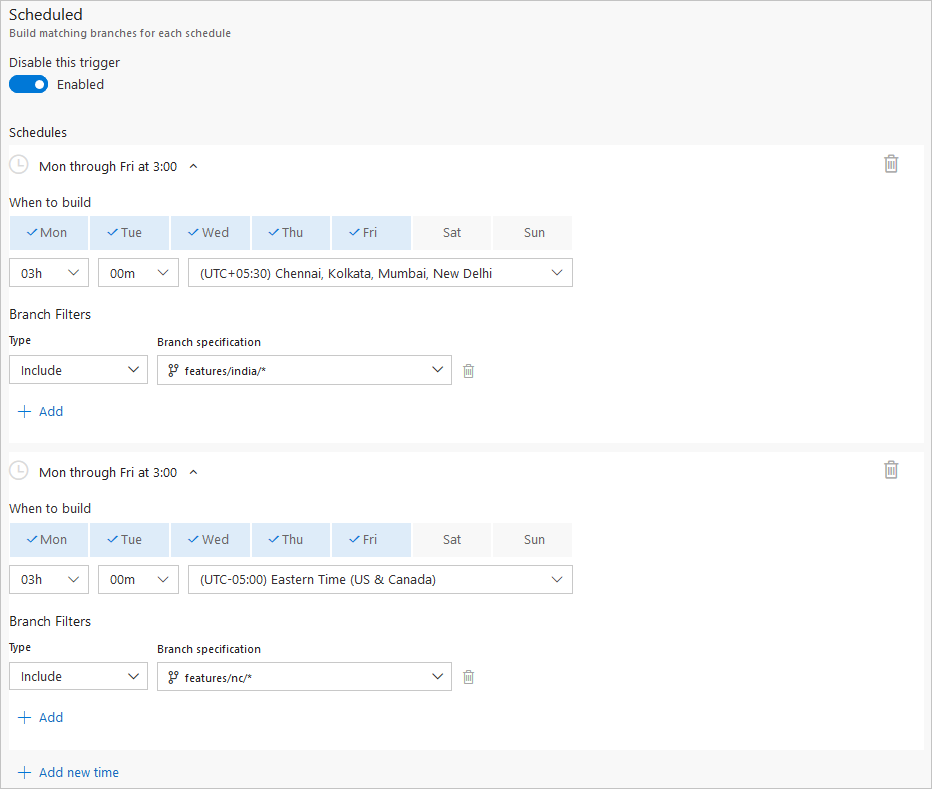 Scheduled
Build matching branches for each schedule
Disable this trigger
Enabled
Schedules
Mon through Fri at 3:00
When to build
Mon Tue Wed Thu Fri Sat Sun
03h 00m (UTC+05:30) Chennai, Kolkata, Mumbai, New Delhi
Branch Filters
Type Branch specification
Include features/india/*
+ Add
Mon through Fri at 3:00
When to build
Mon Tue Wed Thu Fri Sat Sun
03h 00m (UTC-05:00) Eastern Time (US & Canada)
Branch Filters
Type Branch specification
Include features/nc/*
+ Add
+ Add new time